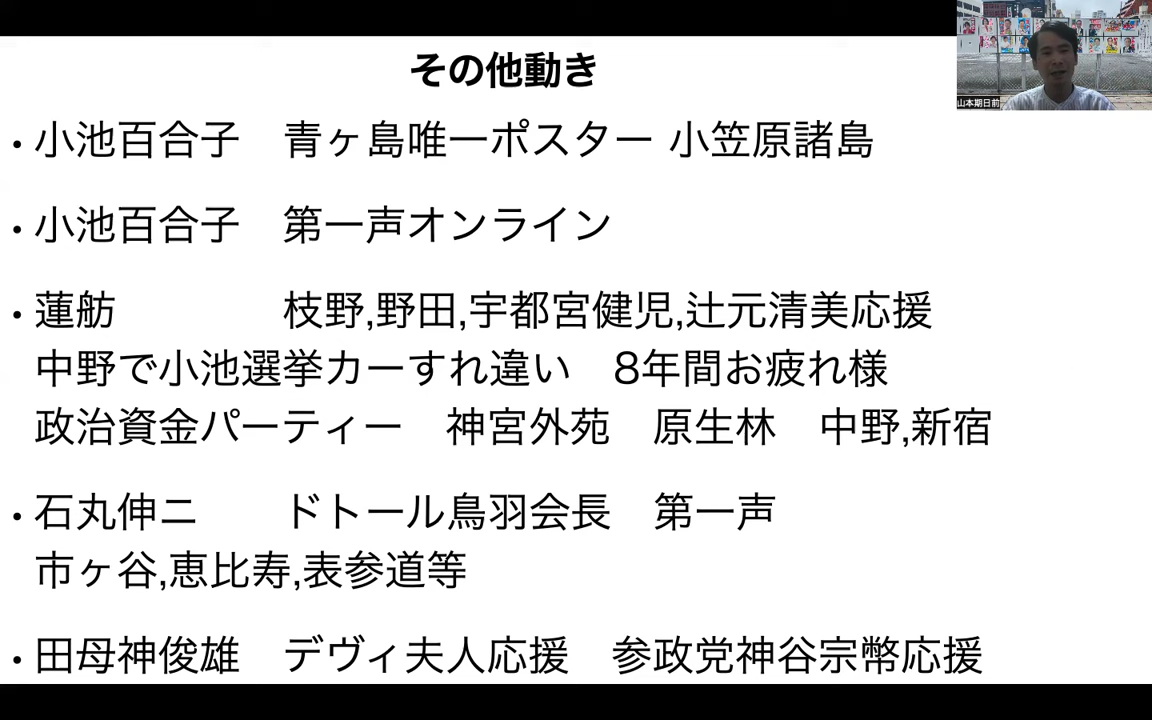 その他動き
山本期日前
・小池百合子　青ヶ島唯一ポスター 小笠原諸島
・小池百合子　第一声オンライン
・蓮舫　　　　枝野,野田,宇都宮健児,辻元清美応援
中野で小池選挙カーすれ違い　8年間お疲れ様
政治資金パーティー　神宮外苑　原生林　中野,新宿
・石丸伸二　　ドトール鳥羽会長　第一声
市ヶ谷,恵比寿,表参道等
・田母神俊雄　デヴィ夫人応援　参政党神谷宗幣応援